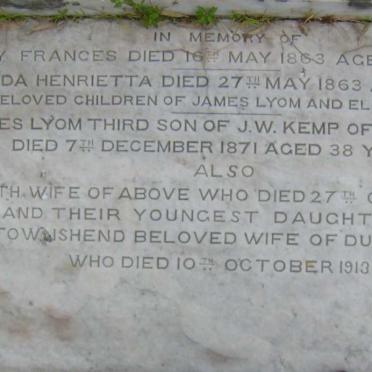 IN MEMORY OF
Y FRANCES DIED 16TH MAY 1863 AGE
DA HENRIETTA DIED 27TH MAY 1863
ELOVED CHILDREN OF JAMES LYOM AND EL
ES LYOM THIRD SON OF J.W. KEMP OF
DIED 7TH DECEMBER 1871 AGED 38 Y
ALSO
TH WIFE OF ABOVE WHO DIED 27TH
AND THEIR YOUNGEST DAUGHT
TOWNSHEND BELOVED WIFE OF DU
WHO DIED 10TH OCTOBER 1913